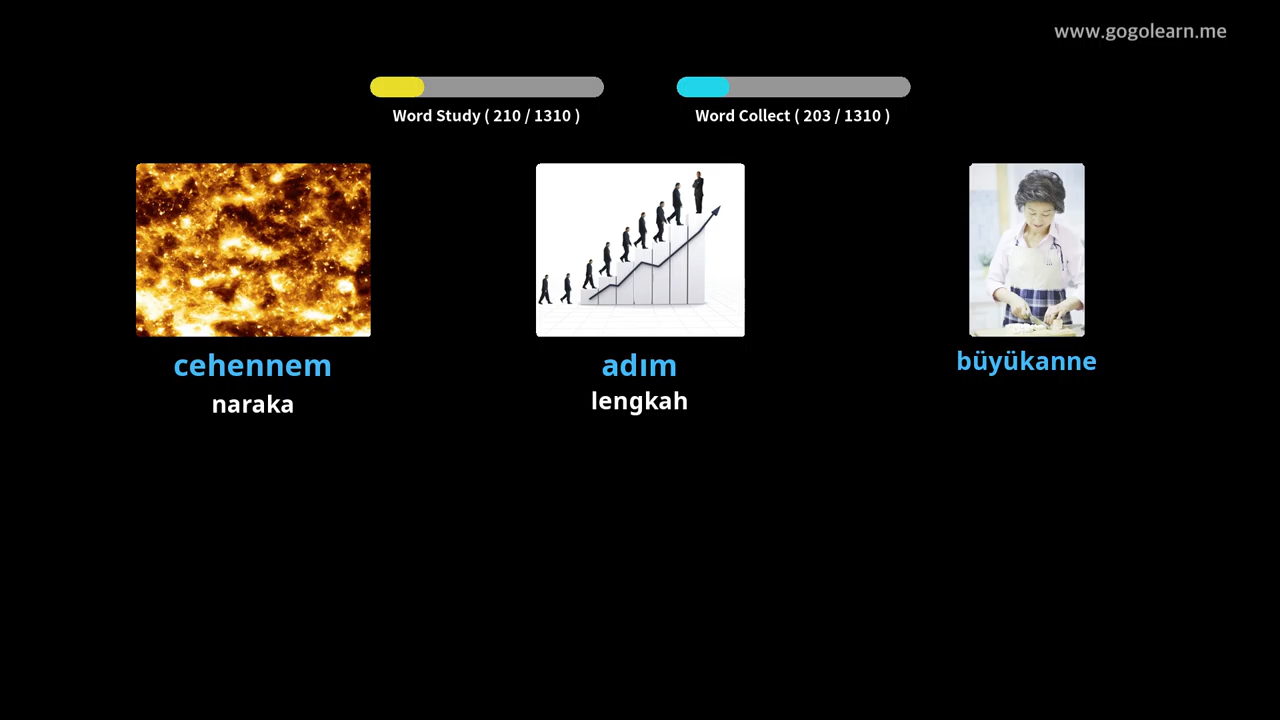 www.gogolearn.me
Word Study ( 210 / 1310 )
Word Collect ( 203 / 1310 )
cehennem
naraka
adım
lengkah
büyükanne